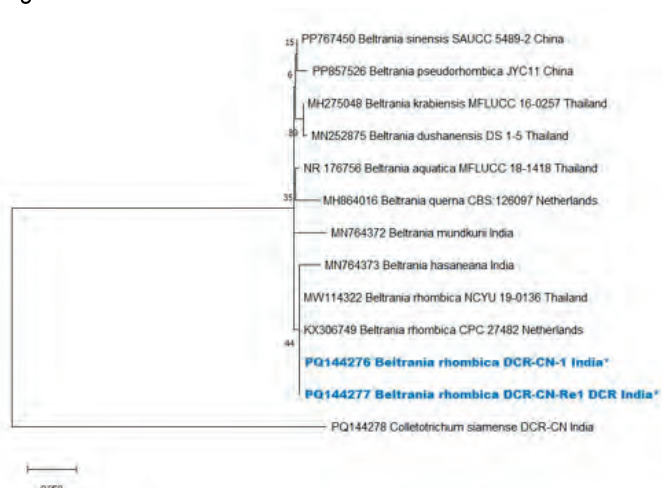 15
PP767450 Beltrania sinensis SAUCC 5489-2 China
6
PP857526 Beltrania pseudorhombica JYC11 China
MH275048 Beltrania krabiensis MFLUCC 16-0257 Thailand
MN252875 Beltrania dushanensis DS 1-5 Thailand
NR 176756 Beltrania aquatica MFLUCC 18-1418 Thailand
35
MH864016 Beltrania querna CBS:126097 Netherlands
MN764372 Beltrania mundkurii India
MN764373 Beltrania hasaneana India
MW114322 Beltrania rhombica NCYU 19-0136 Thailand
KX306749 Beltrania rhombica CPC 27482 Netherlands
44
PQ144276 Beltrania rhombica DCR-CN-1 India*
PQ144277 Beltrania rhombica DCR-CN-Re1 DCR India*
PQ144278 Colletotrichum siamense DCR-CN India